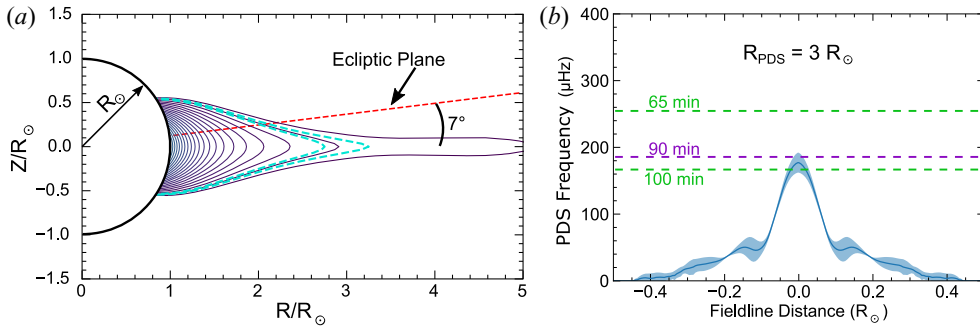 (a)
Z/R☉
1.5
1.0
0.5
0.0
−0.5
−1.0
−1.5
R☉
Ecliptic Plane
7°
0 1 2 3 4 5
R/R☉
(b)
PDS Frequency (μHz)
400
300
200
100
0
R_PDS = 3 R☉
65 min
90 min
100 min
−0.4 −0.2 0.0 0.2 0.4
Fieldline Distance (R☉)